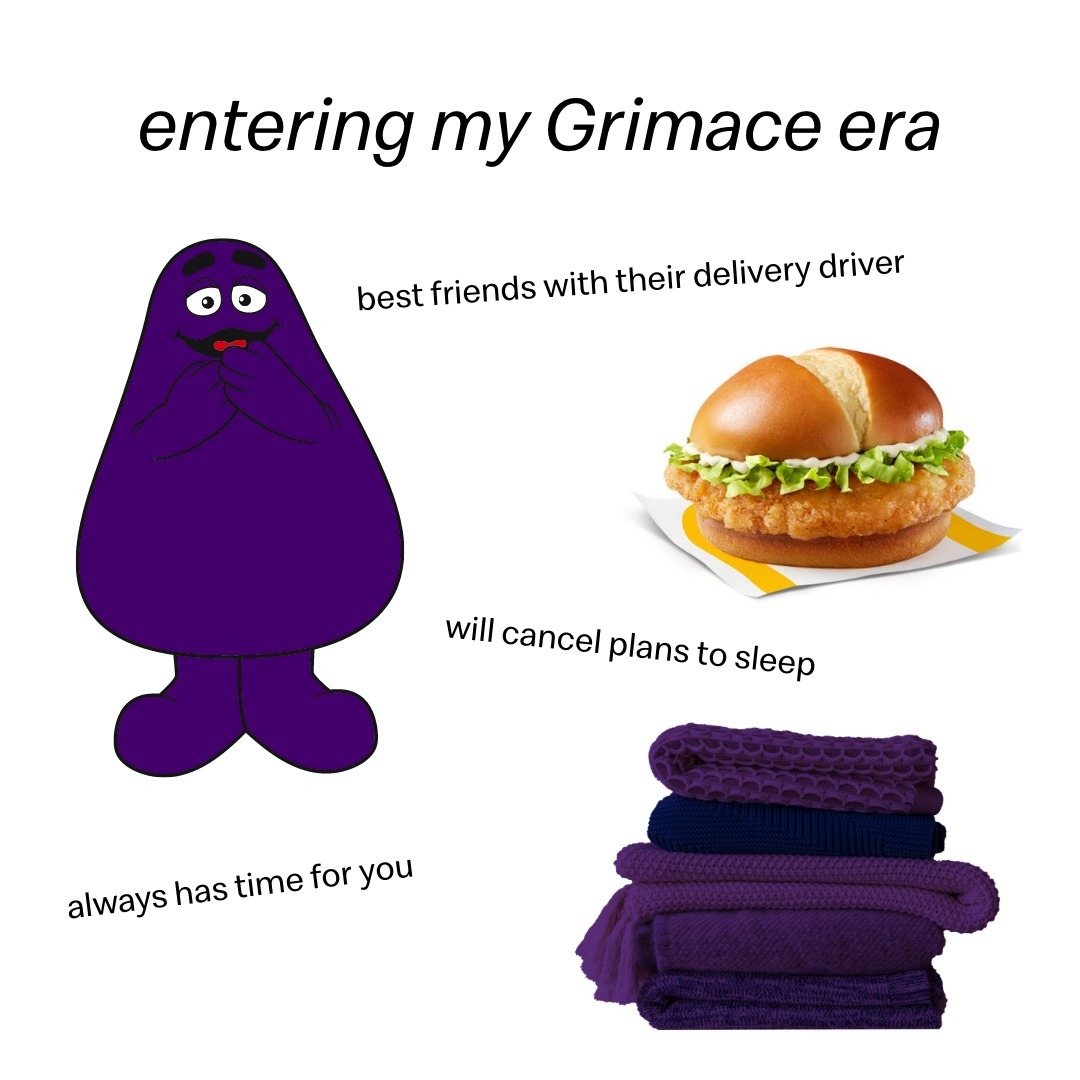 entering my Grimace era
best friends with their delivery driver
will cancel plans to sleep
always has time for you